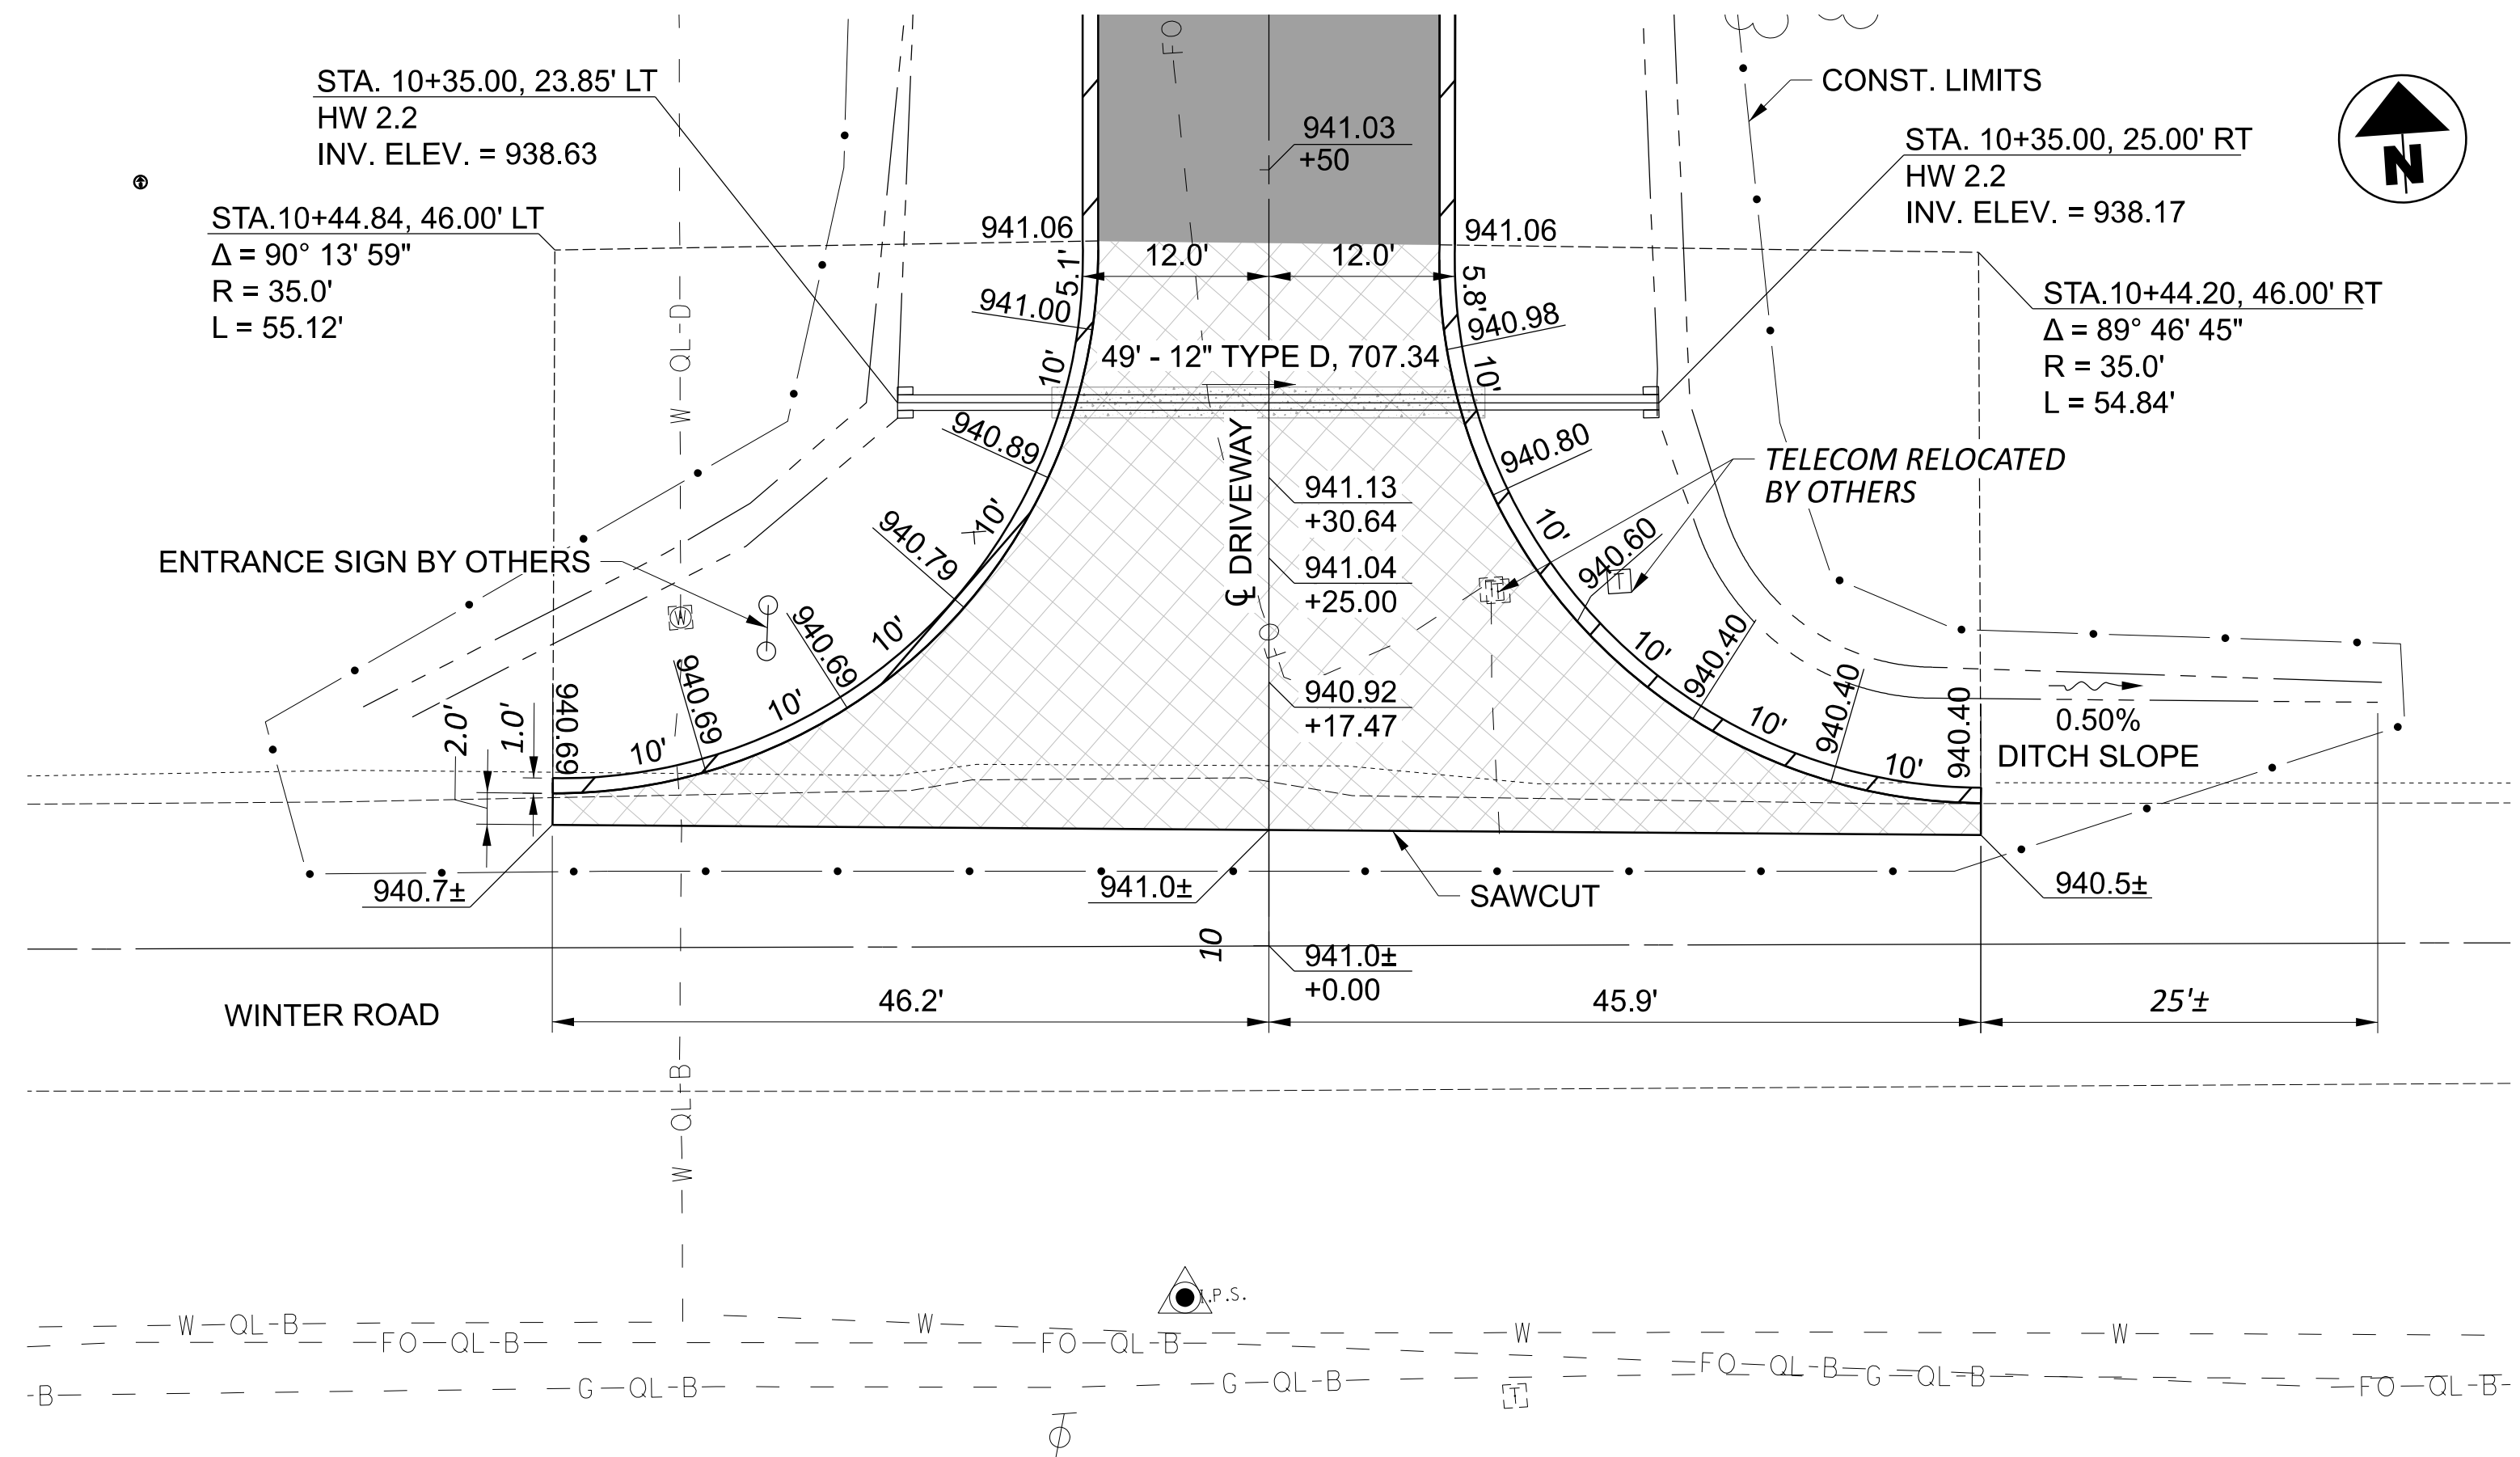 FO
STA. 10+35.00, 23.85' LT
HW 2.2
INV. ELEV. = 938.63
CONST. LIMITS
941.03
+50
STA. 10+35.00, 25.00' RT
HW 2.2
INV. ELEV. = 938.17
N
STA.10+44.84, 46.00' LT
Δ = 90° 13' 59"
R = 35.0'
L = 55.12'
941.06
941.06
12.0'
12.0'
5.1'
5.8'
STA.10+44.20, 46.00' RT
Δ = 89° 46' 45"
R = 35.0'
L = 54.84'
941.00
940.98
W QL-D
10'
49' - 12" TYPE D, 707.34
10'
940.89
940.80
TELECOM RELOCATED
BY OTHERS
℄ DRIVEWAY
941.13
+30.64
10'
10'
940.79
940.60
ENTRANCE SIGN BY OTHERS
941.04
+25.00
T
T
W
FO
10'
10'
940.69
940.40
940.69
940.92
+17.47
940.40
10'
10'
940.69
940.40
2.0'
1.0'
10'
10'
0.50%
DITCH SLOPE
940.7±
941.0±
SAWCUT
940.5±
10
941.0±
+0.00
WINTER ROAD
46.2'
45.9'
25'±
W QL-B
I.P.S.
W QL-B
W
W
W
FO QL-B
FO QL-B
FO QL-B
FO QL-B
-B
G QL-B
G QL-B
G QL-B
T